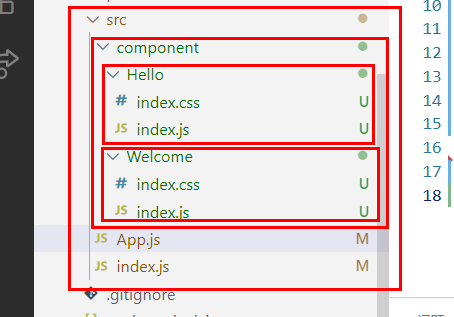 src
component
Hello
# index.css U
JS index.js U
Welcome
# index.css U
JS index.js U
JS App.js M
JS index.js M
.gitignore
10
11
12
13
14
15
16
17
18